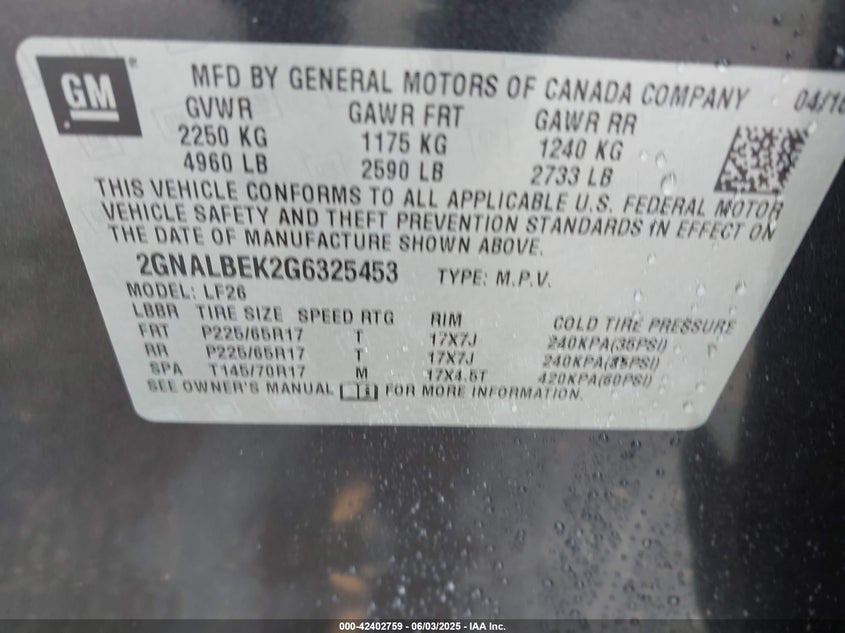 GM ® MFD BY GENERAL MOTORS OF CANADA COMPANY 04/16
GVWR GAWR FRT GAWR RR
2250 KG 1175 KG 1240 KG
4960 LB 2590 LB 2733 LB
THIS VEHICLE CONFORMS TO ALL APPLICABLE U.S. FEDERAL MOTOR
VEHICLE SAFETY AND THEFT PREVENTION STANDARDS IN EFFECT ON
THE DATE OF MANUFACTURE SHOWN ABOVE.
2GNALBEK2G6325453 TYPE: M.P.V.
MODEL: LF26
LBBR TIRE SIZE SPEED RTG RIM COLD TIRE PRESSURE
FRT P225/65R17 T 17X7J 240KPA(35PSI)
RR P225/65R17 T 17X7J 240KPA(35PSI)
SPA T145/70R17 M 17X4.5T 420KPA(60PSI)
SEE OWNER'S MANUAL FOR MORE INFORMATION.
000-42402759 - 06/03/2025 - IAA Inc.